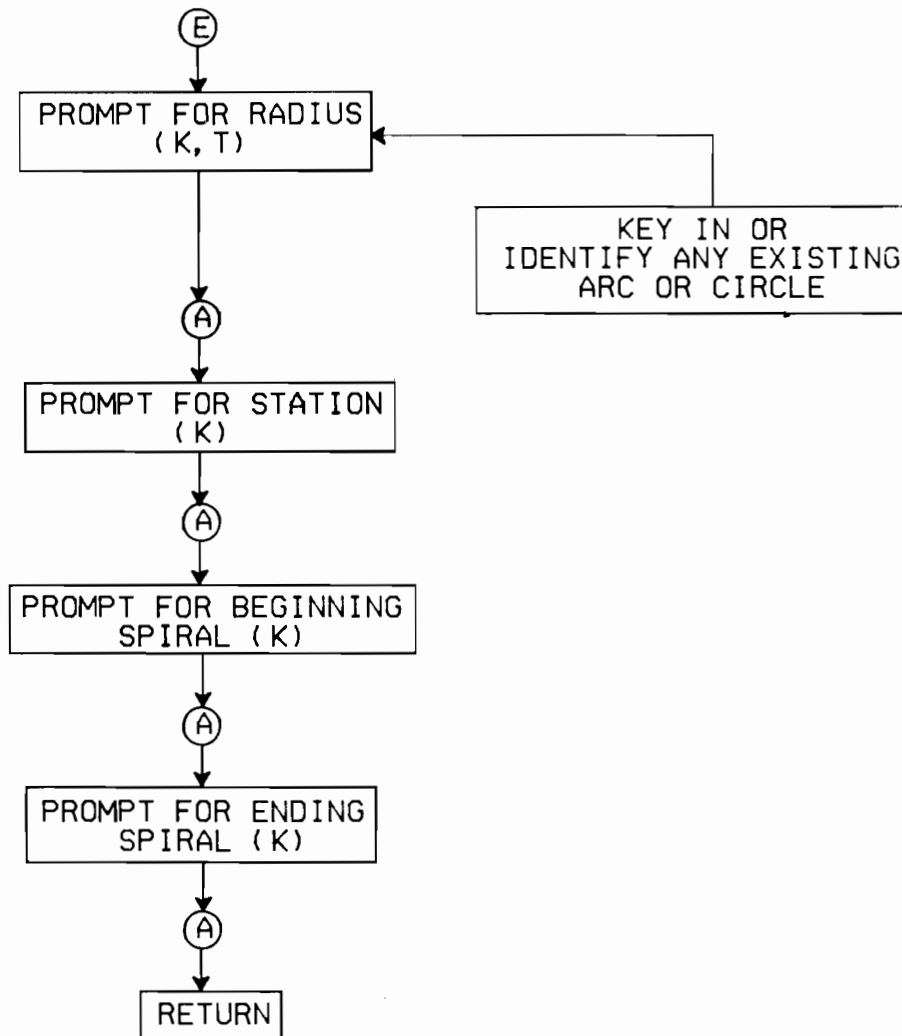 E
PROMPT FOR RADIUS
(K,T)
KEY IN OR
IDENTIFY ANY EXISTING
ARC OR CIRCLE
A
PROMPT FOR STATION
(K)
A
PROMPT FOR BEGINNING
SPIRAL (K)
A
PROMPT FOR ENDING
SPIRAL (K)
A
RETURN